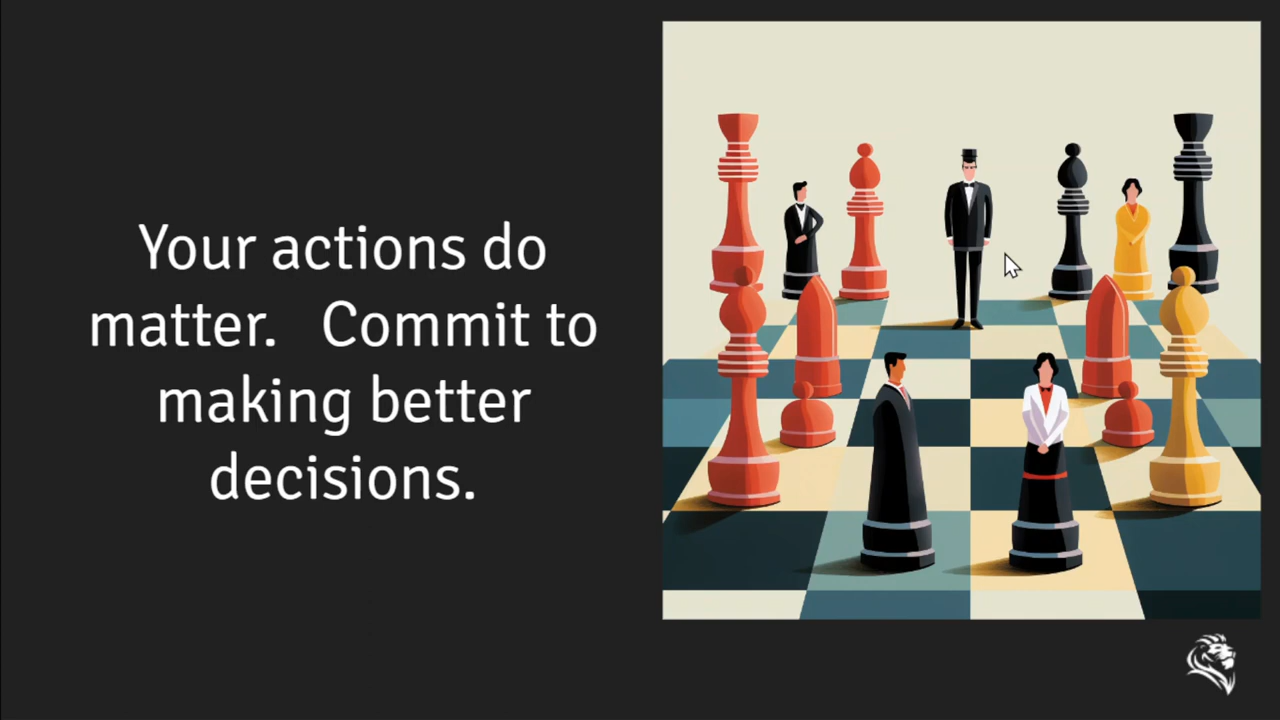 Your actions do
matter.   Commit to
making better
decisions.